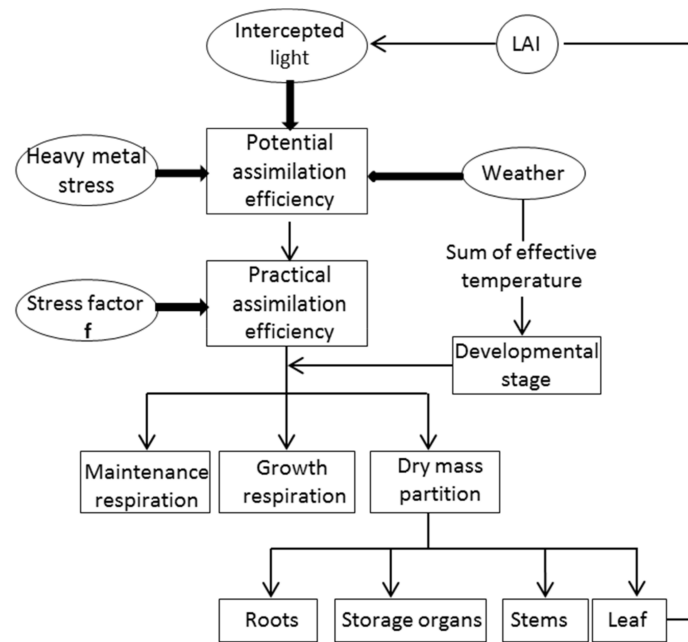 Intercepted
light
LAI
Heavy metal
stress
Potential
assimilation
efficiency
Weather
Sum of effective
temperature
Stress factor
f
Practical
assimilation
efficiency
Developmental
stage
Maintenance
respiration
Growth
respiration
Dry mass
partition
Roots
Storage organs
Stems
Leaf